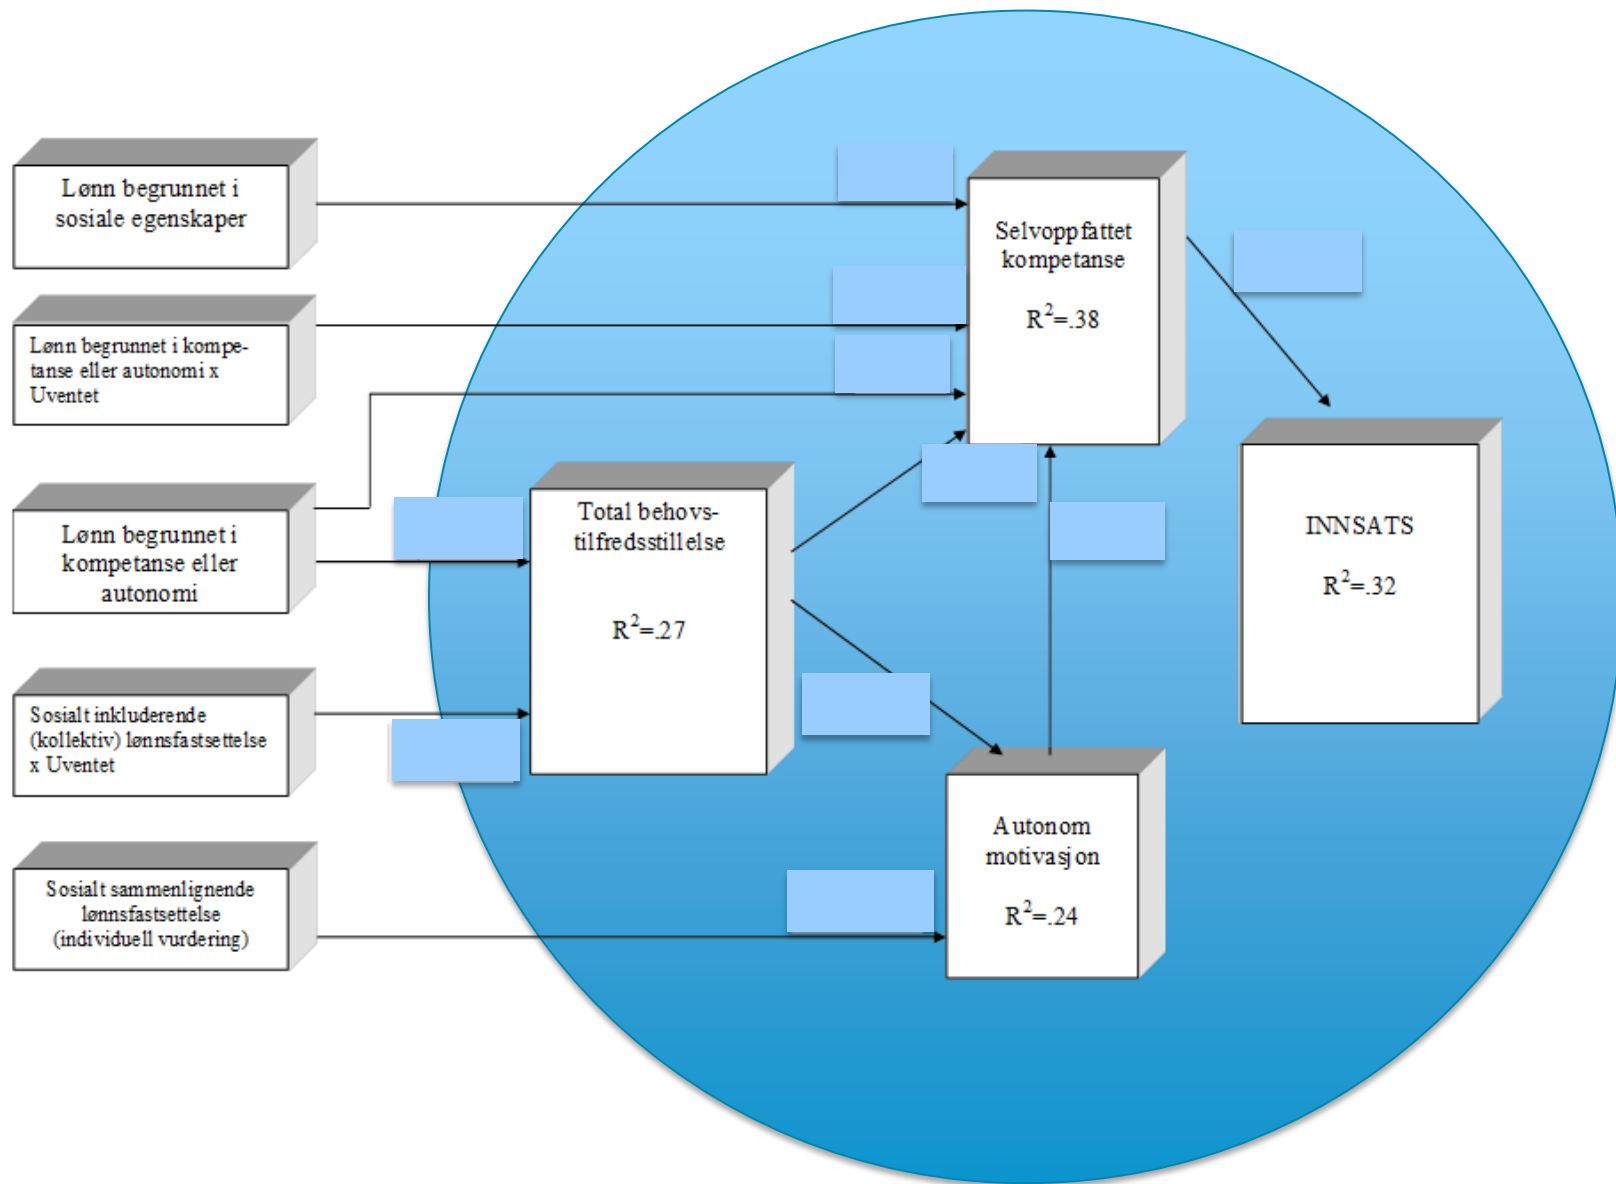 Lønn begrunnet i
sosiale egenskaper
Lønn begrunnet i kompe-
tanse eller autonomi x
Uventet
Lønn begrunnet i
kompetanse eller
autonomi
Sosialt inkluderende
(kollektiv) lønnsfastsettelse
x Uventet
Sosialt sammenlignende
lønnsfastsettelse
(individuell vurdering)
Total behovs-
tilfredsstillelse
R²=.27
Selvoppfattet
kompetanse
R²=.38
Autonom
motivasjon
R²=.24
INNSATS
R²=.32